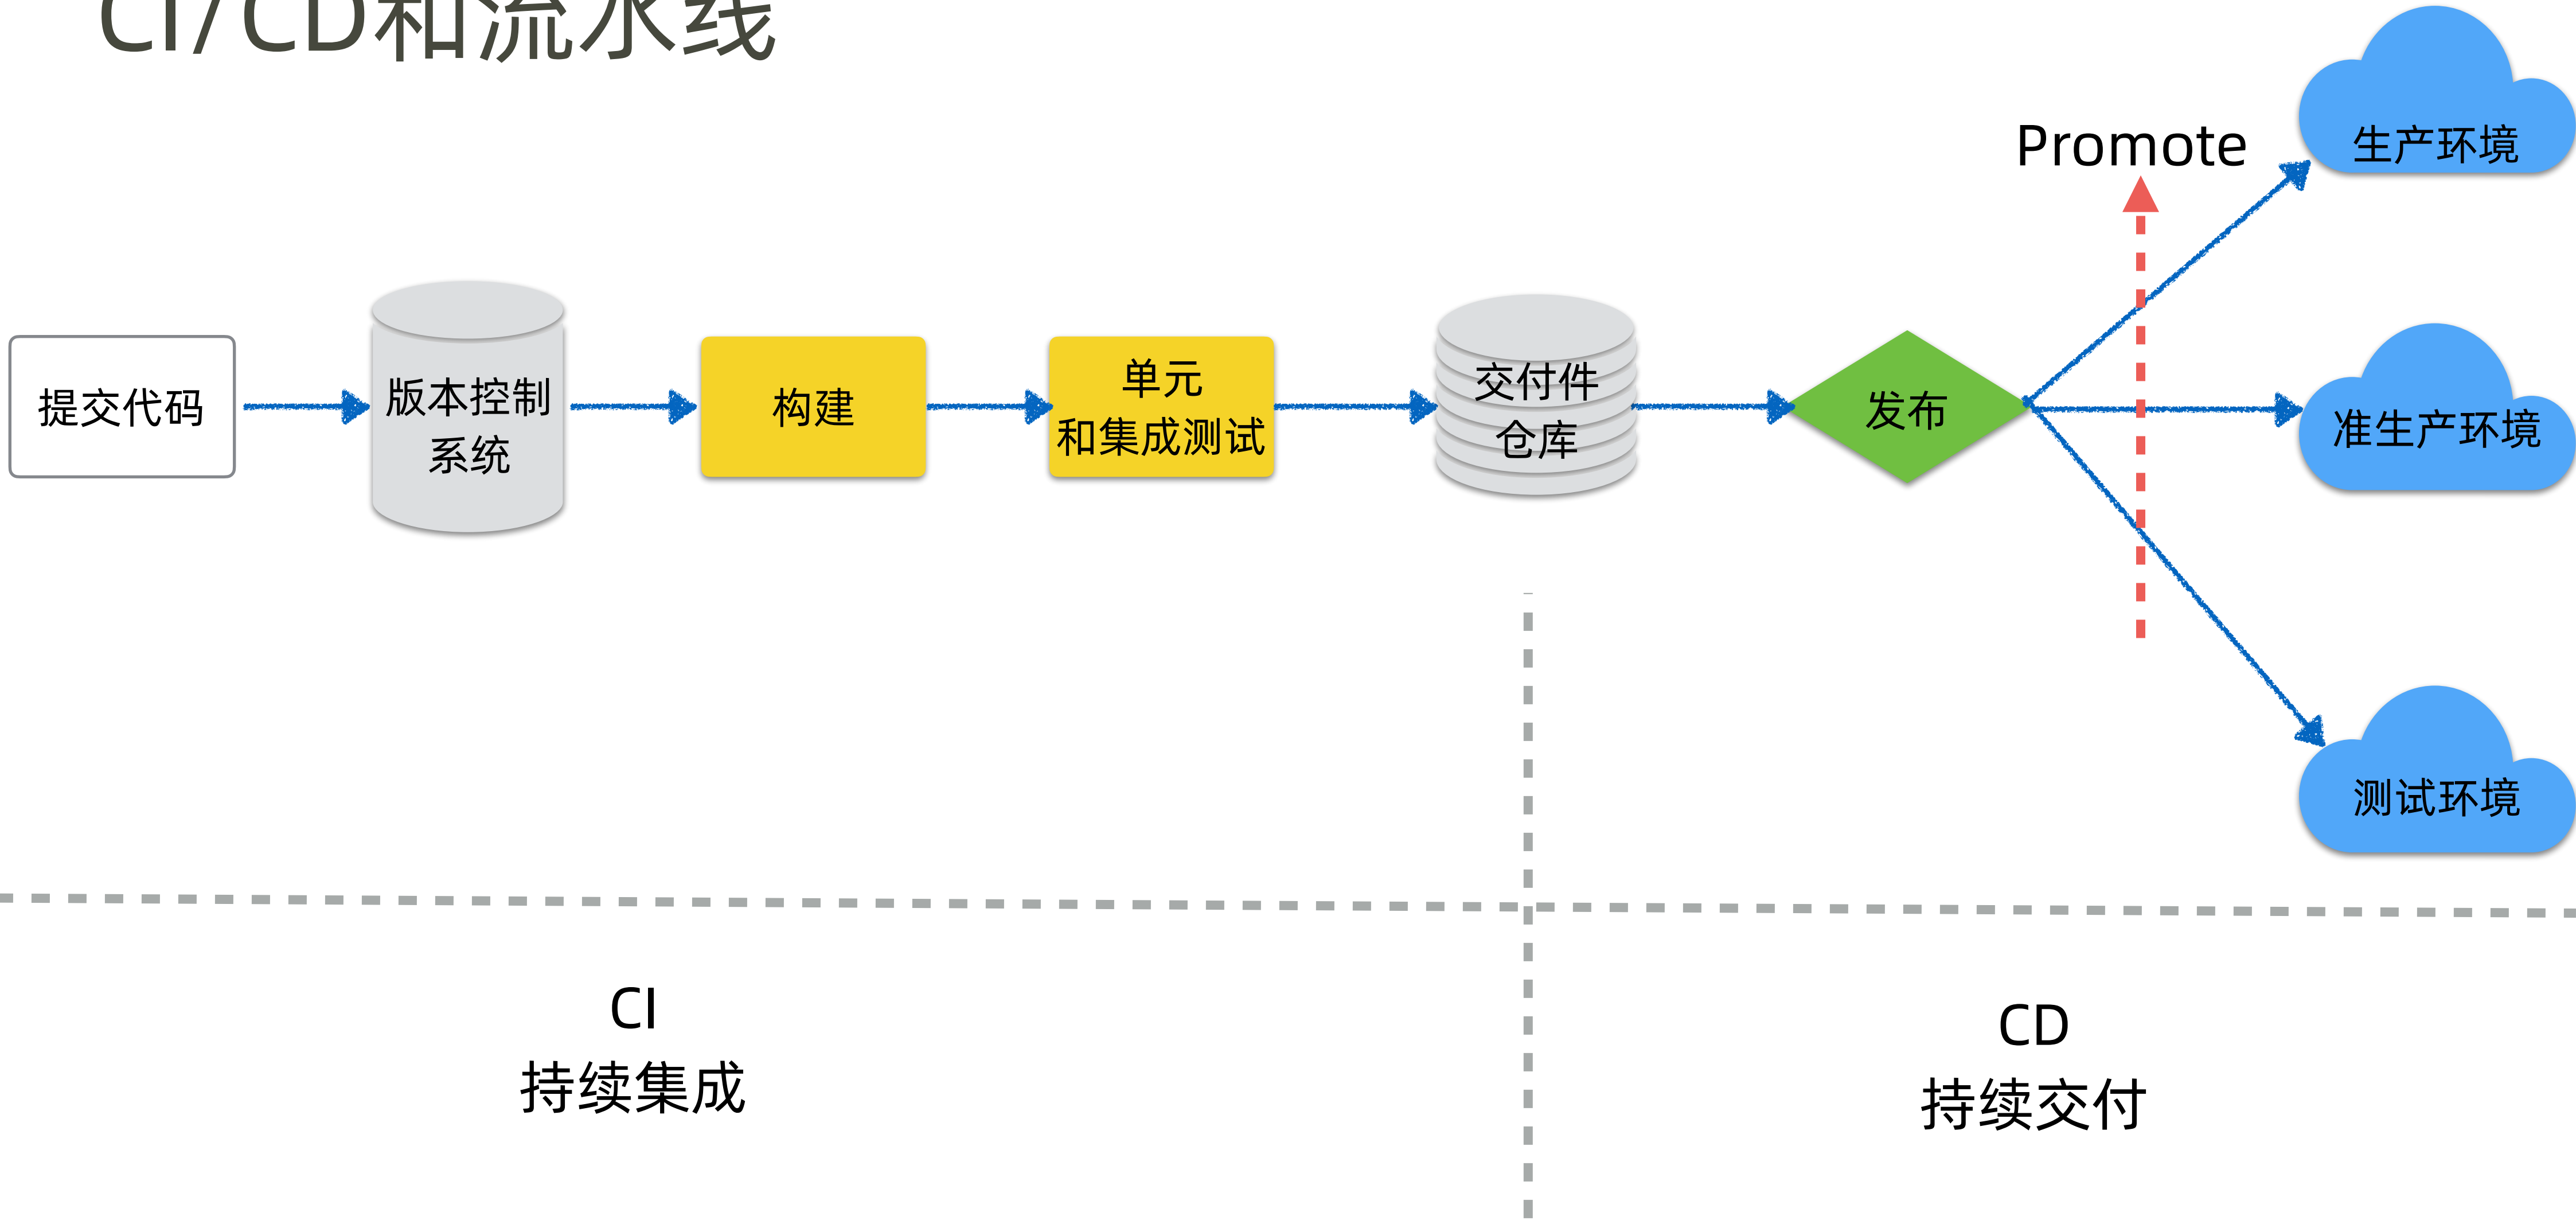 CI/CD和流水线
Promote
生产环境
提交代码
版本控制
系统
构建
单元
和集成测试
交付件
仓库
发布
准生产环境
测试环境
CI
持续集成
CD
持续交付